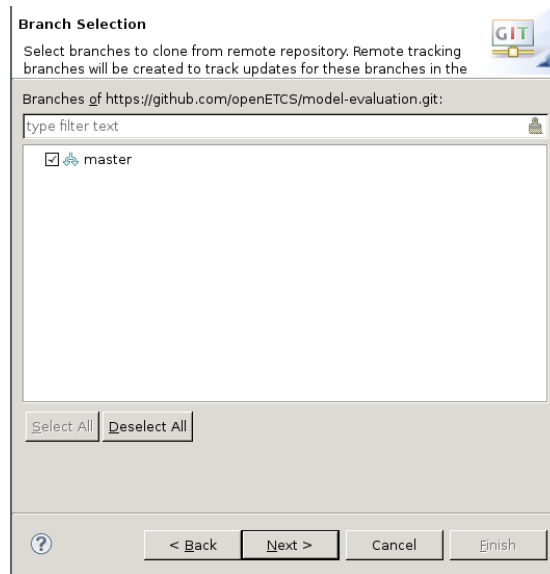 Branch Selection
GIT
Select branches to clone from remote repository. Remote tracking
branches will be created to track updates for these branches in the
Branches of https://github.com/openETCS/model-evaluation.git:
type filter text
master
Select All Deselect All
? < Back Next > Cancel Finish